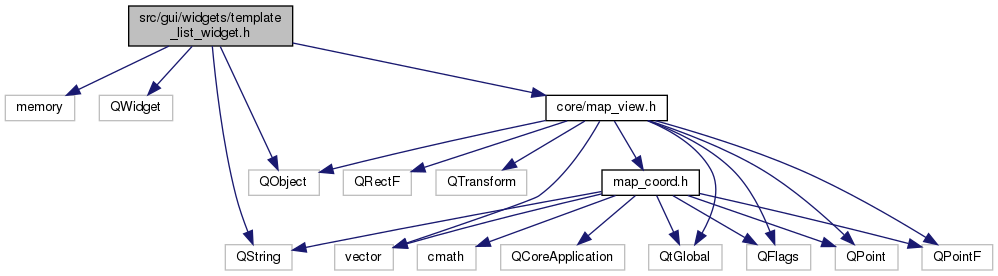 src/gui/widgets/template
_list_widget.h
memory
QWidget
core/map_view.h
QObject
QRectF
QTransform
map_coord.h
QString
vector
cmath
QCoreApplication
QtGlobal
QFlags
QPoint
QPointF